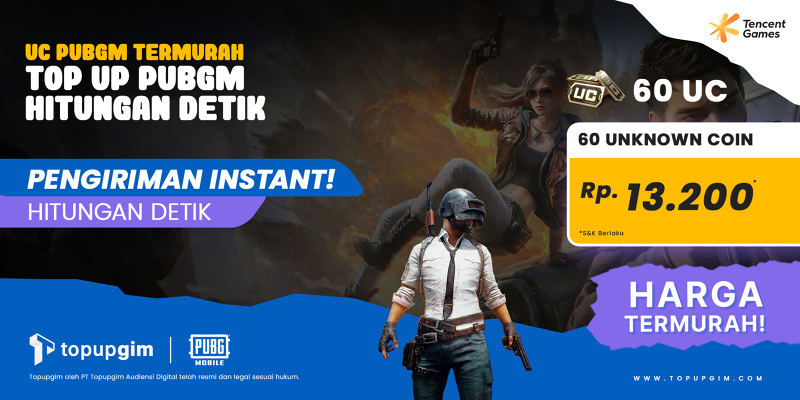 UC PUBGM TERMURAH
TOP UP PUBGM
HITUNGAN DETIK
PENGIRIMAN INSTANT!
HITUNGAN DETIK
topupgim
PUBG
MOBILE
Topupgim oleh PT Topupgim Audiensi Digital telah resmi dan legal sesuai hukum.
Tencent
Games
UC
60 UC
60 UNKNOWN COIN
Rp. 13.200*
*S&K Berlaku
HARGA
TERMURAH!
WWW.TOPUPGIM.COM